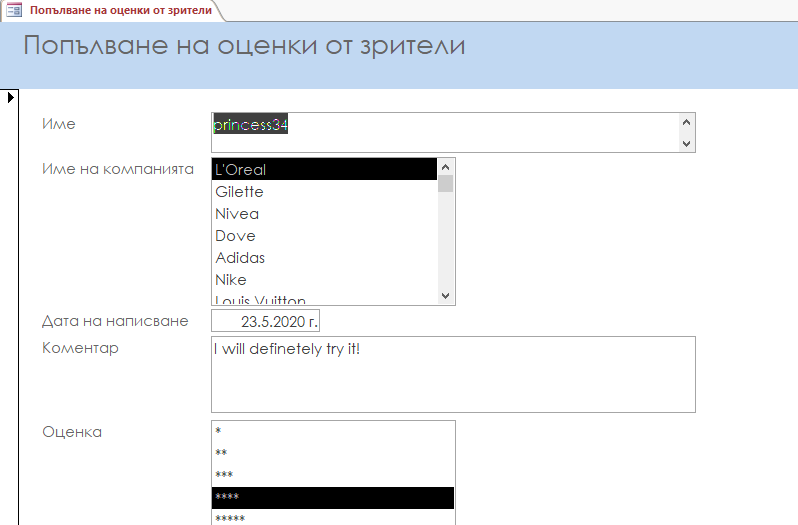 Попълване на оценки от зрители
Попълване на оценки от зрители
Име princess34
Име на компанията L'Oreal
Gilette
Nivea
Dove
Adidas
Nike
Louis Vuitton
Дата на написване 23.5.2020 г.
Коментар I will definetely try it!
Оценка *
**
***
****
*****